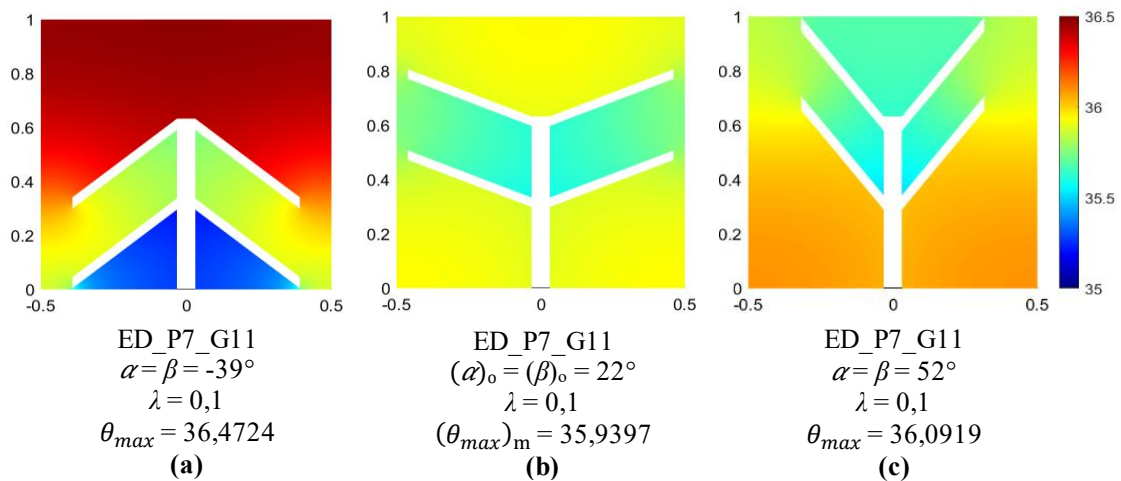 1
0.8
0.6
0.4
0.2
0
-0.5 0 0.5
1
0.8
0.6
0.4
0.2
0
-0.5 0 0.5
1
0.8
0.6
0.4
0.2
0
-0.5 0 0.5
36.5
36
35.5
35
ED_P7_G11
α = β = -39°
λ = 0,1
θmax = 36,4724
(a)
ED_P7_G11
(α)o = (β)o = 22°
λ = 0,1
(θmax)m = 35,9397
(b)
ED_P7_G11
α = β = 52°
λ = 0,1
θmax = 36,0919
(c)